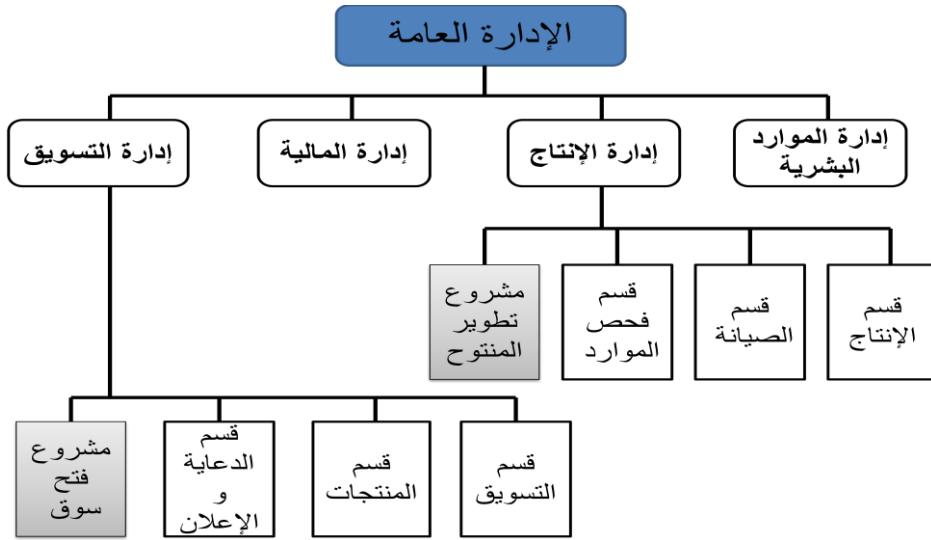 الإدارة العامة
إدارة الموارد
البشرية
إدارة الإنتاج
إدارة المالية
إدارة التسويق
قسم
الإنتاج
قسم
الصيانة
قسم
فحص
الموارد
مشروع
تطوير
المنتوح
قسم
التسويق
قسم
المنتجات
قسم
الدعاية
و
الإعلان
مشروع
فتح
سوق